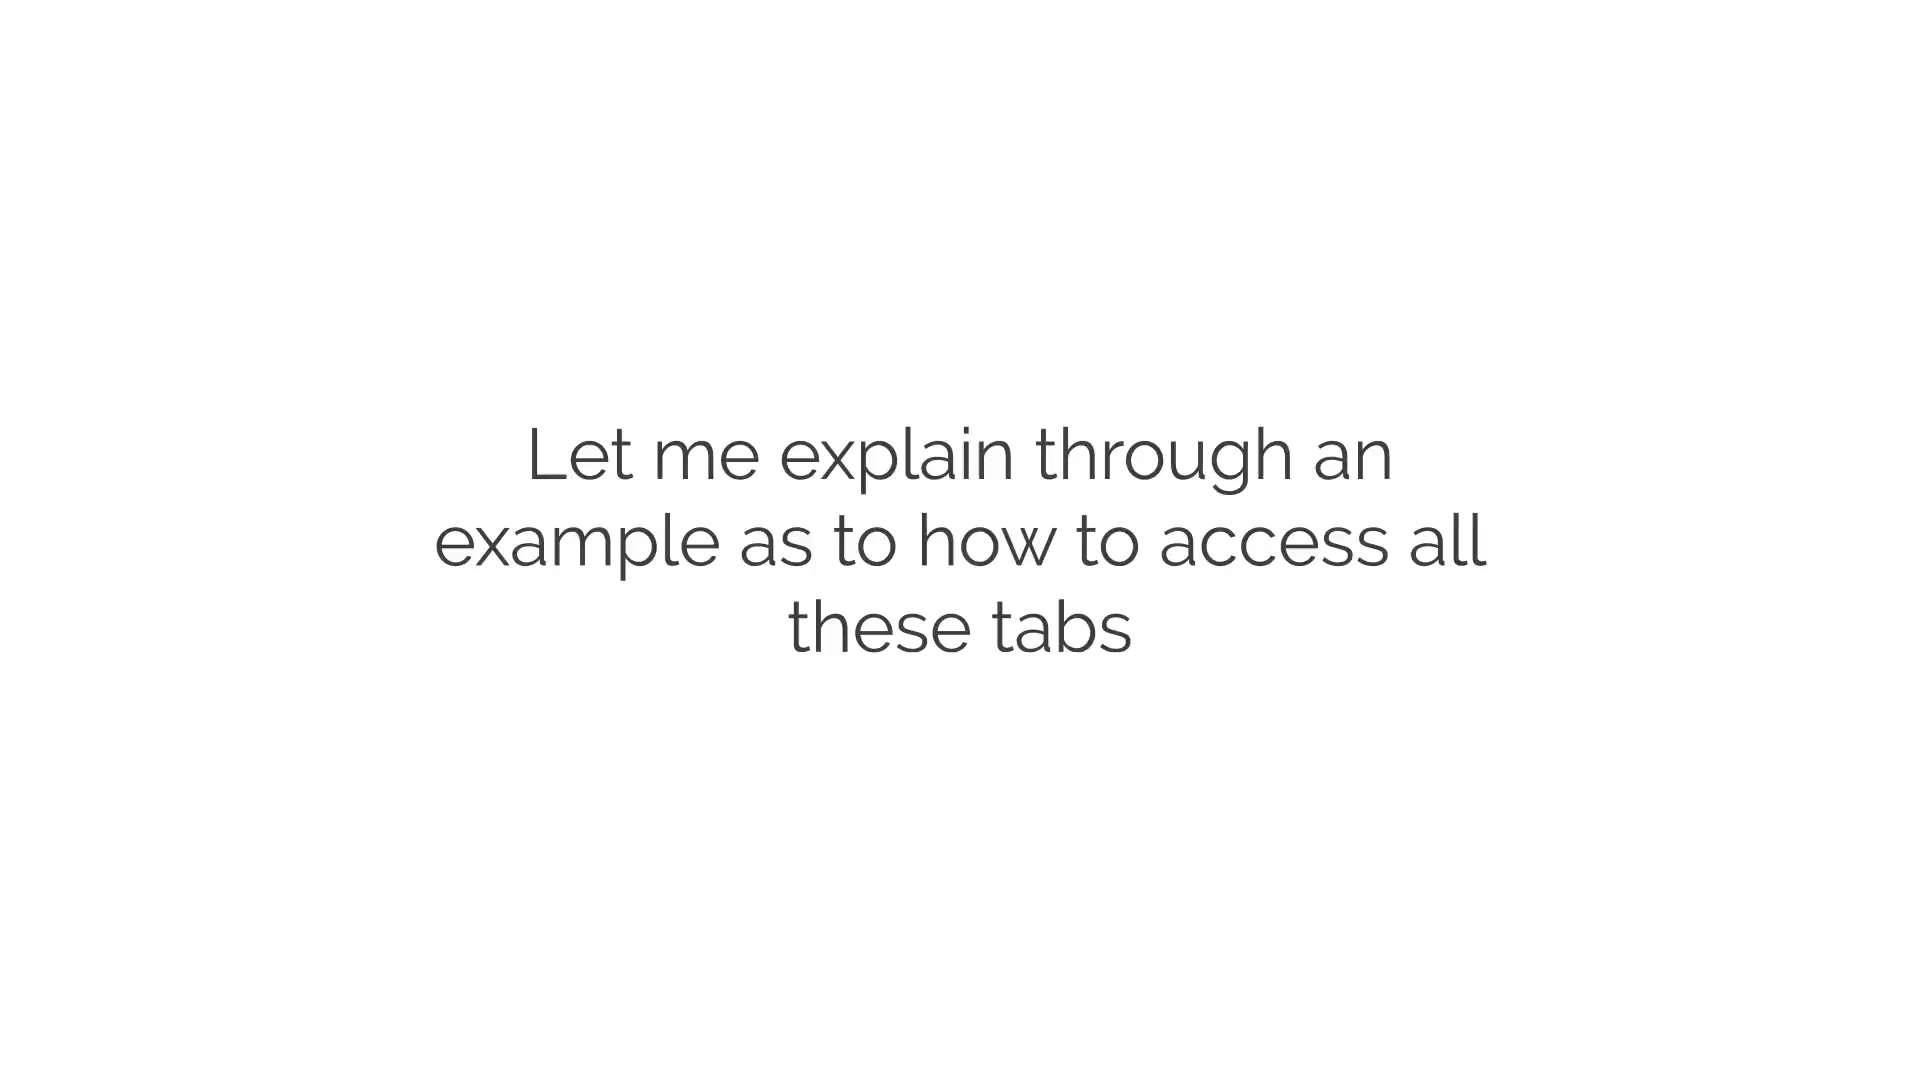 Let me explain through an
example as to how to access all
these tabs